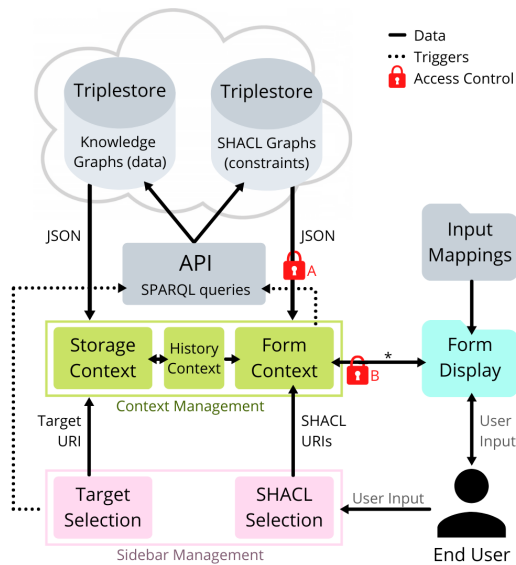 Data
Triggers
Access Control
Triplestore
Triplestore
Knowledge
Graphs (data)
SHACL Graphs
(constraints)
JSON
JSON
A
API
SPARQL queries
Input
Mappings
Storage
Context
History
Context
Form
Context
*
B
Form
Display
Context Management
Target
URI
SHACL
URIs
User
Input
Target
Selection
SHACL
Selection
User Input
Sidebar Management
End User